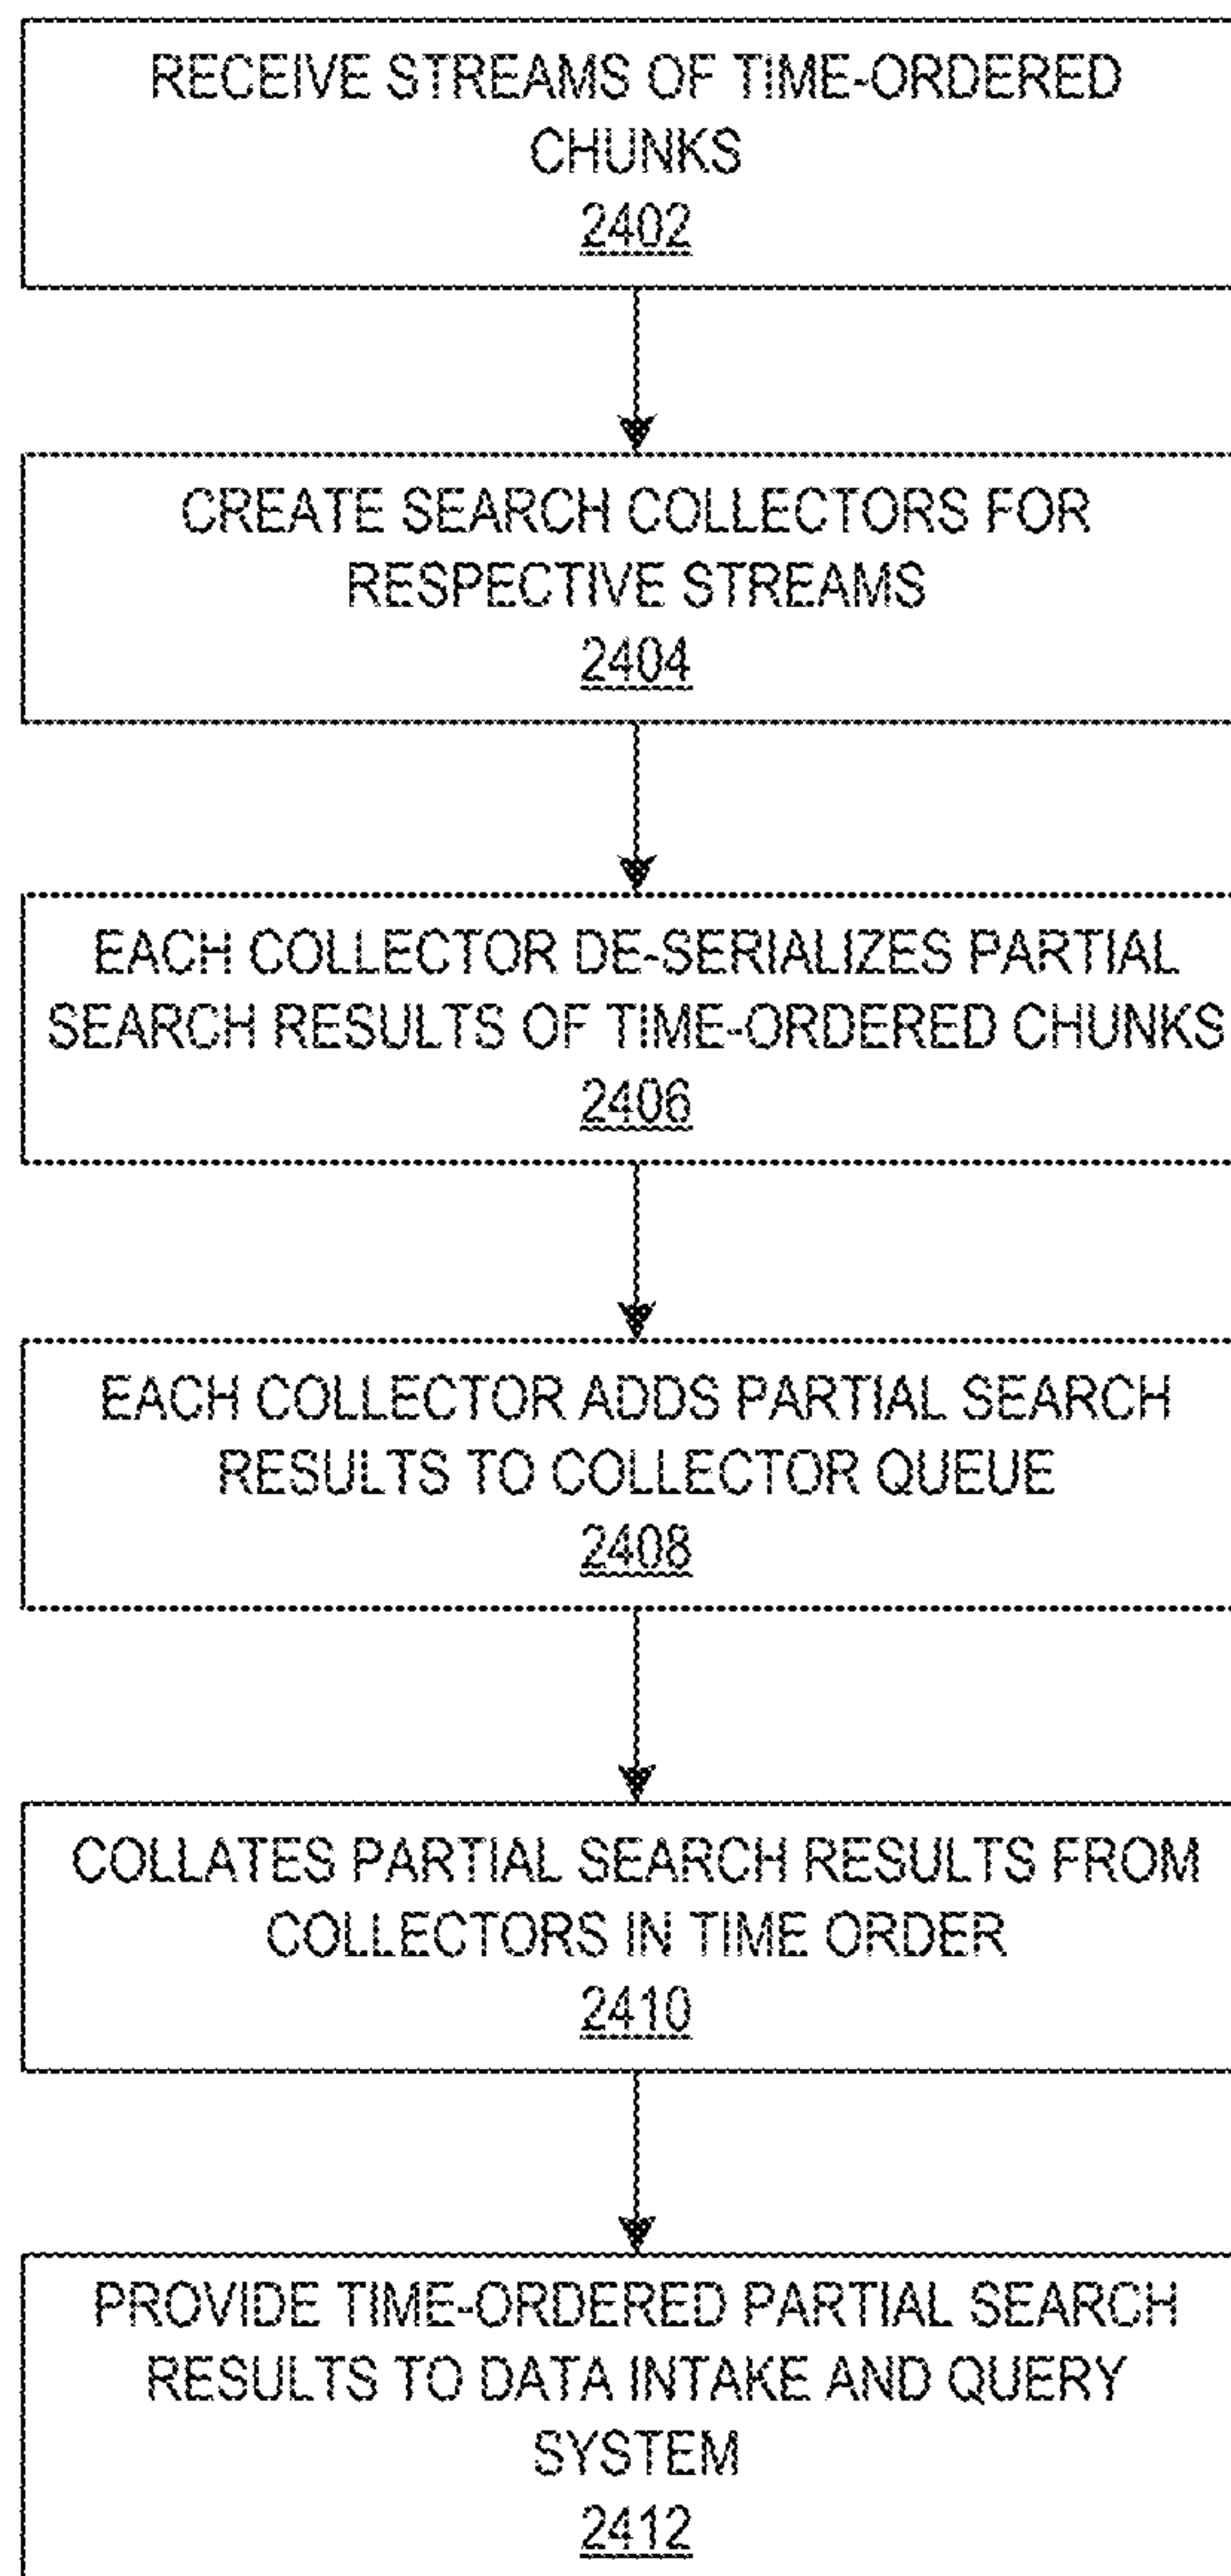 RECEIVE STREAMS OF TIME-ORDERED
CHUNKS
2402
CREATE SEARCH COLLECTORS FOR
RESPECTIVE STREAMS
2404
EACH COLLECTOR DE-SERIALIZES PARTIAL
SEARCH RESULTS OF TIME-ORDERED CHUNKS
2406
EACH COLLECTOR ADDS PARTIAL SEARCH
RESULTS TO COLLECTOR QUEUE
2408
COLLATES PARTIAL SEARCH RESULTS FROM
COLLECTORS IN TIME ORDER
2410
PROVIDE TIME-ORDERED PARTIAL SEARCH
RESULTS TO DATA INTAKE AND QUERY
SYSTEM
2412